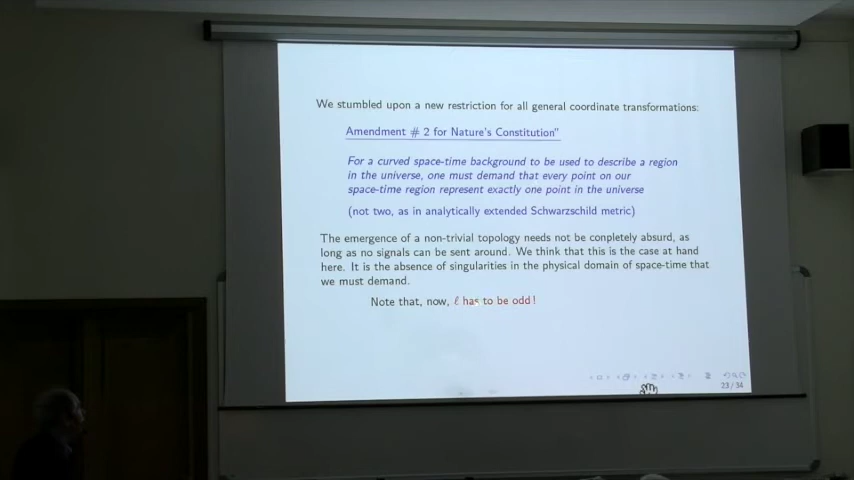 We stumbled upon a new restriction for all general coordinate transformations:
Amendment # 2 for Nature's Constitution"
For a curved space-time background to be used to describe a region
in the universe, one must demand that every point on our
space-time region represent exactly one point in the universe
(not two, as in analytically extended Schwarzschild metric)
The emergence of a non-trivial topology needs not be conpletely absurd, as
long as no signals can be sent around. We think that this is the case at hand
here. It is the absence of singularities in the physical domain of space-time that
we must demand.
Note that, now, ℓ has to be odd!
23 / 34